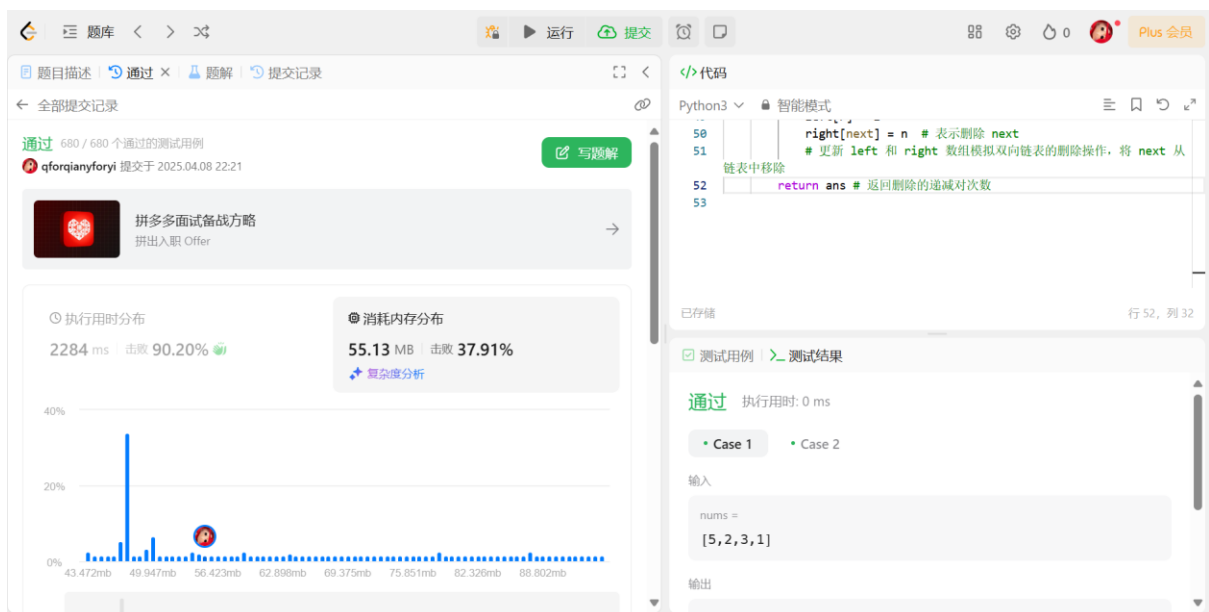 题库
运行
提交
0
Plus 会员
题目描述
通过
题解
提交记录
全部提交记录
通过 680 / 680 个通过的测试用例
qforqianyforyi 提交于 2025.04.08 22:21
写题解
拼多多面试备战方略
拼出入职 Offer
执行用时分布
2284 ms 击败 90.20%
消耗内存分布
55.13 MB 击败 37.91%
复杂度分析
40%
20%
0%
43.472mb 49.947mb 56.423mb 62.898mb 69.375mb 75.851mb 82.326mb 88.802mb
</>代码
Python3 智能模式
50 right[next] = n # 表示删除 next
51 # 更新 left 和 right 数组模拟双向链表的删除操作，将 next 从
链表中移除
52 return ans # 返回删除的递减对次数
53
已存储
行 52, 列 32
测试用例
测试结果
通过 执行用时: 0 ms
Case 1 Case 2
输入
nums =
[5,2,3,1]
输出